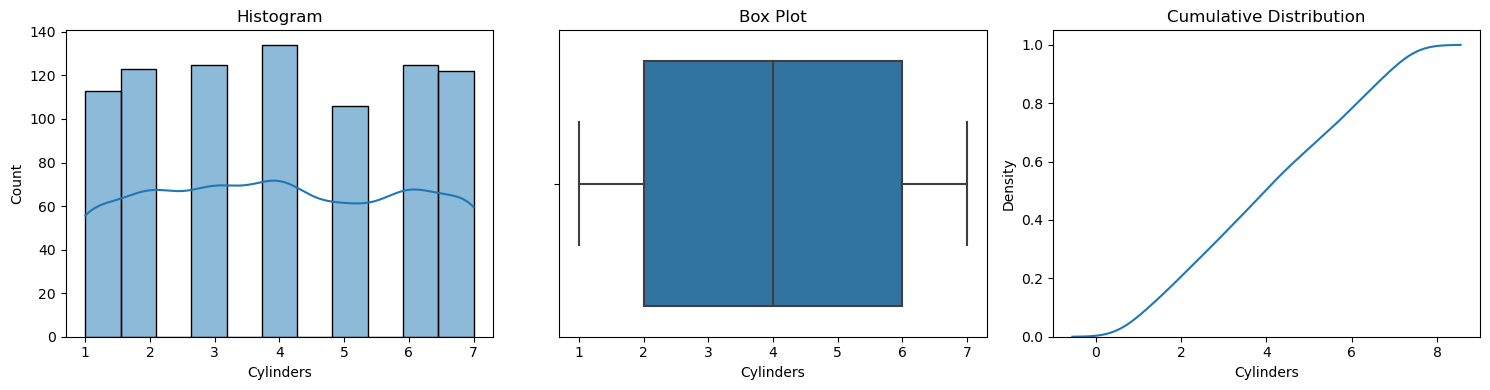 Histogram
Count
140
120
100
80
60
40
20
0
1 2 3 4 5 6 7
Cylinders
Box Plot
1 2 3 4 5 6 7
Cylinders
Cumulative Distribution
Density
1.0
0.8
0.6
0.4
0.2
0.0
0 2 4 6 8
Cylinders